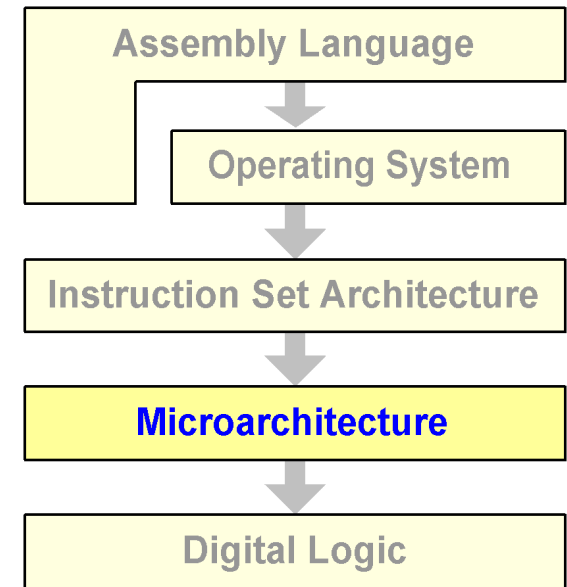 Assembly Language
Operating System
Instruction Set Architecture
Microarchitecture
Digital Logic